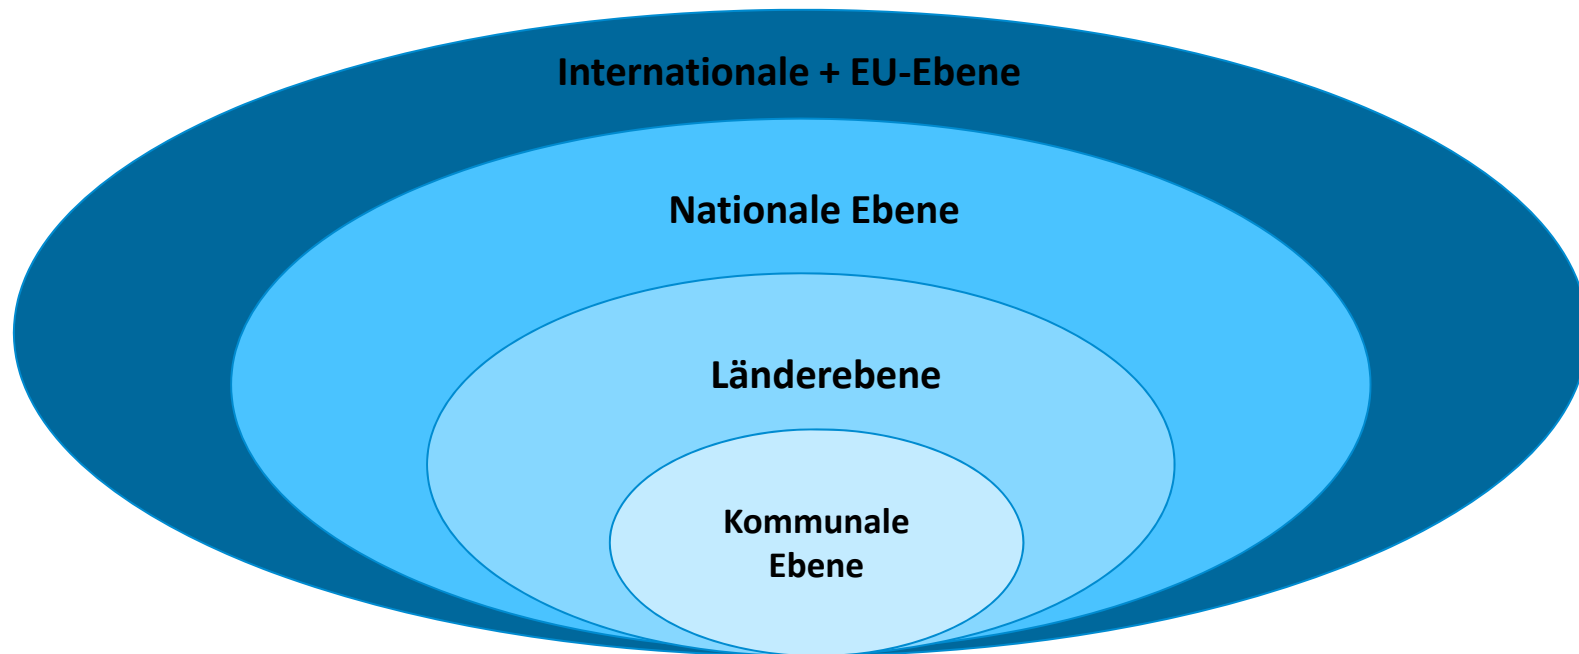 Internationale + EU-Ebene
Nationale Ebene
Länderebene
Kommunale
Ebene